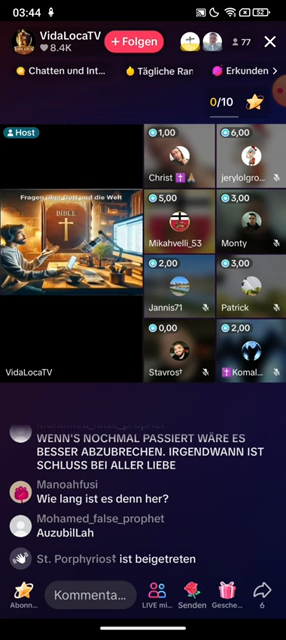 03:44
52
VidaLocaTV
8.4K
+ Folgen
77
Chatten und Int...
Tägliche Ran
Erkunden
0/10
Host
1,00
Christ
6,00
jerylolgro...
Fragen über Gott und die Welt
BIBLE
5,00
Mikahvelli_53
3,00
Monty
2,00
Jannis71
3,00
Patrick
0,00
Stavros†
2,00
Komal...
VidaLocaTV
Mohamed_false_prophet
WENN'S NOCHMAL PASSIERT WÄRE ES
BESSER ABZUBRECHEN. IRGENDWANN IST
SCHLUSS BEI ALLER LIEBE
Manoahfusi
Wie lang ist es denn her?
Mohamed_false_prophet
AuzubilLah
St. Porphyrios‡ ist beigetreten
Kommenta...
Abonn...
LIVE mi...
Senden
Gesche...
6